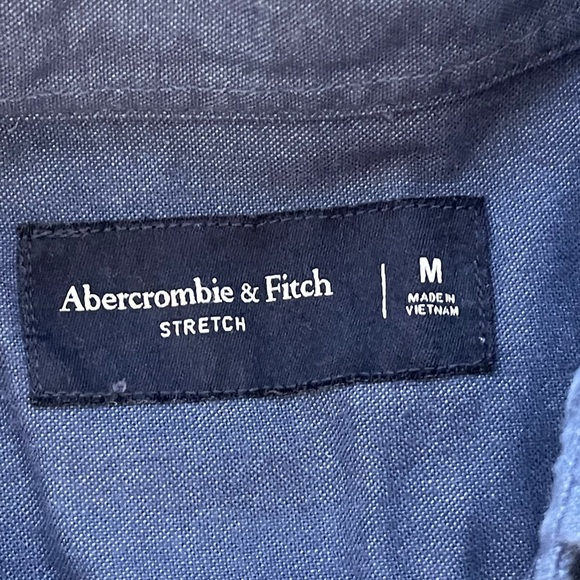 Abercrombie & Fitch
STRETCH
M
MADE IN
VIETNAM